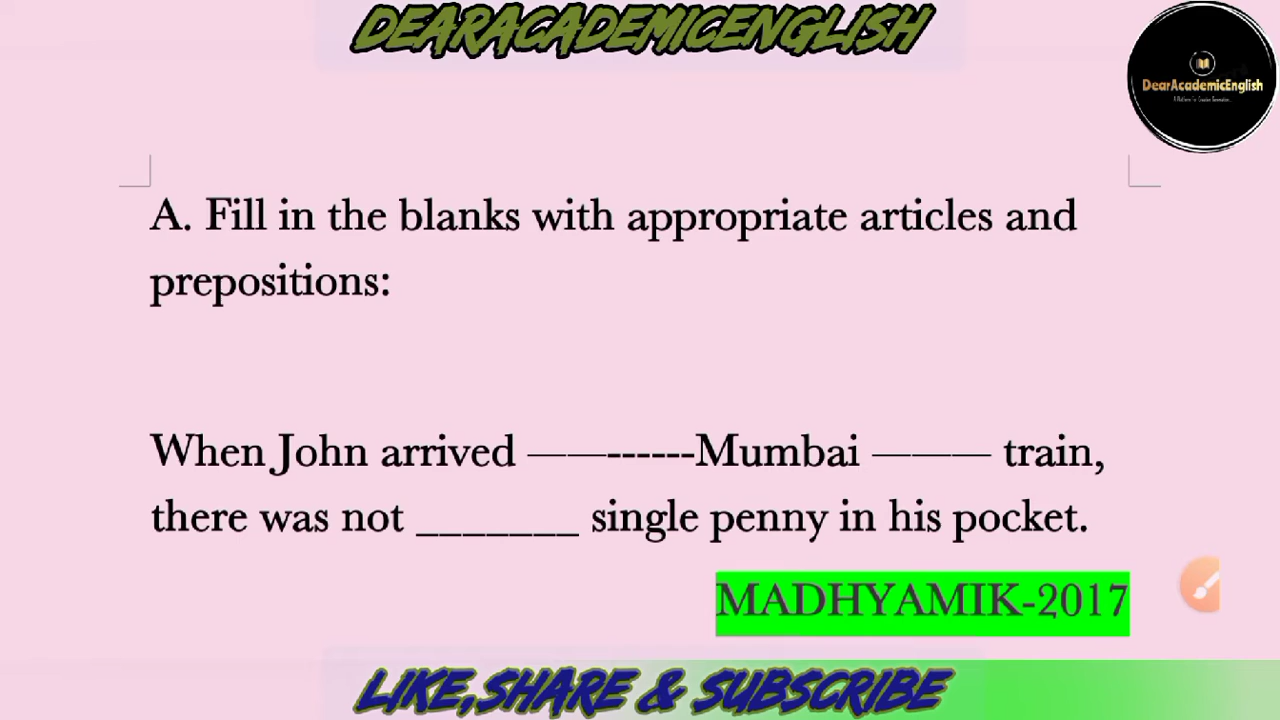 DEARACADEMICENGLISH
DearAcademicEnglish
A. Fill in the blanks with appropriate articles and
prepositions:
When John arrived ——------Mumbai ——— train,
there was not _______ single penny in his pocket.
MADHYAMIK-2017
LIKE,SHARE & SUBSCRIBE